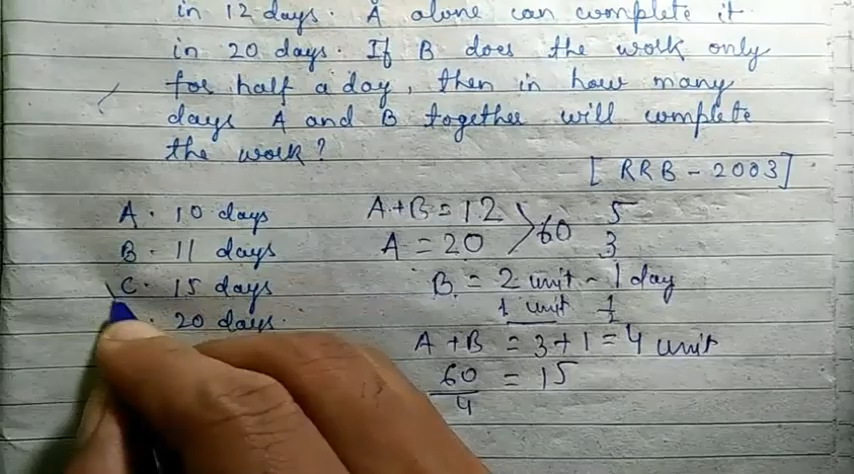 in 12 days. A alone can complete it
in 20 days. If B does the work only
for half a day, then in how many
days A and B together will complete
the work?
[RRB - 2003]
A. 10 days
B. 11 days
C. 15 days
. 20 days.
A+B = 12 > 60 5
A = 20 3
B = 2 unit - 1 day
1 unit 1/2
A + B = 3+1 = 4 unit
60/4 = 15